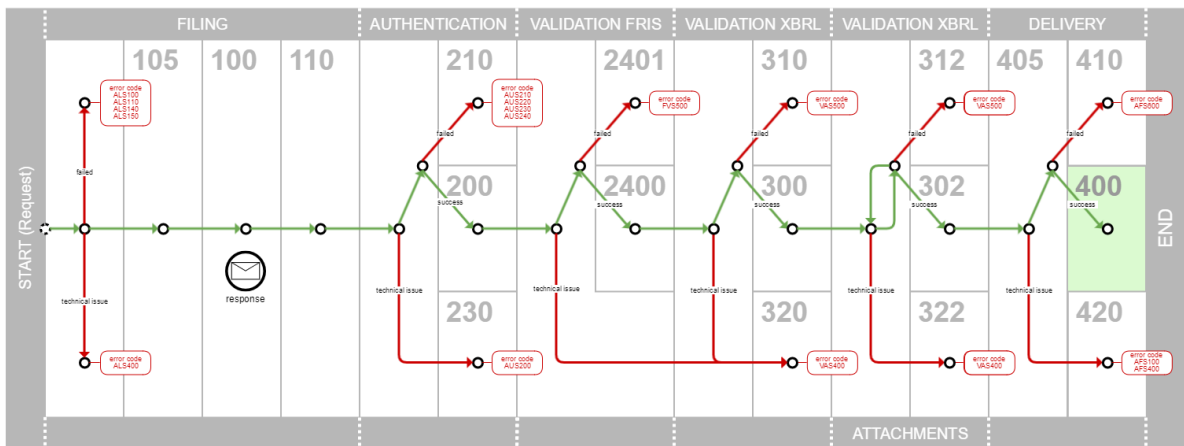 FILING
AUTHENTICATION
VALIDATION FRIS
VALIDATION XBRL
VALIDATION XBRL
DELIVERY
START (Request)
105
100
110
210
2401
310
312
405
410
error code
ALS100
ALS110
ALS140
ALS150
error code
AUS210
AUS220
AUS230
AUS240
error code
FVS500
error code
VAS500
error code
VAS500
error code
AFS600
failed
failed
failed
failed
failed
failed
200
2400
300
302
400
success
success
success
success
success
response
technical issue
technical issue
technical issue
technical issue
technical issue
technical issue
230
320
322
420
error code
ALS400
error code
AUS200
error code
VAS400
error code
VAS400
error code
AFS100
AFS400
END
ATTACHMENTS